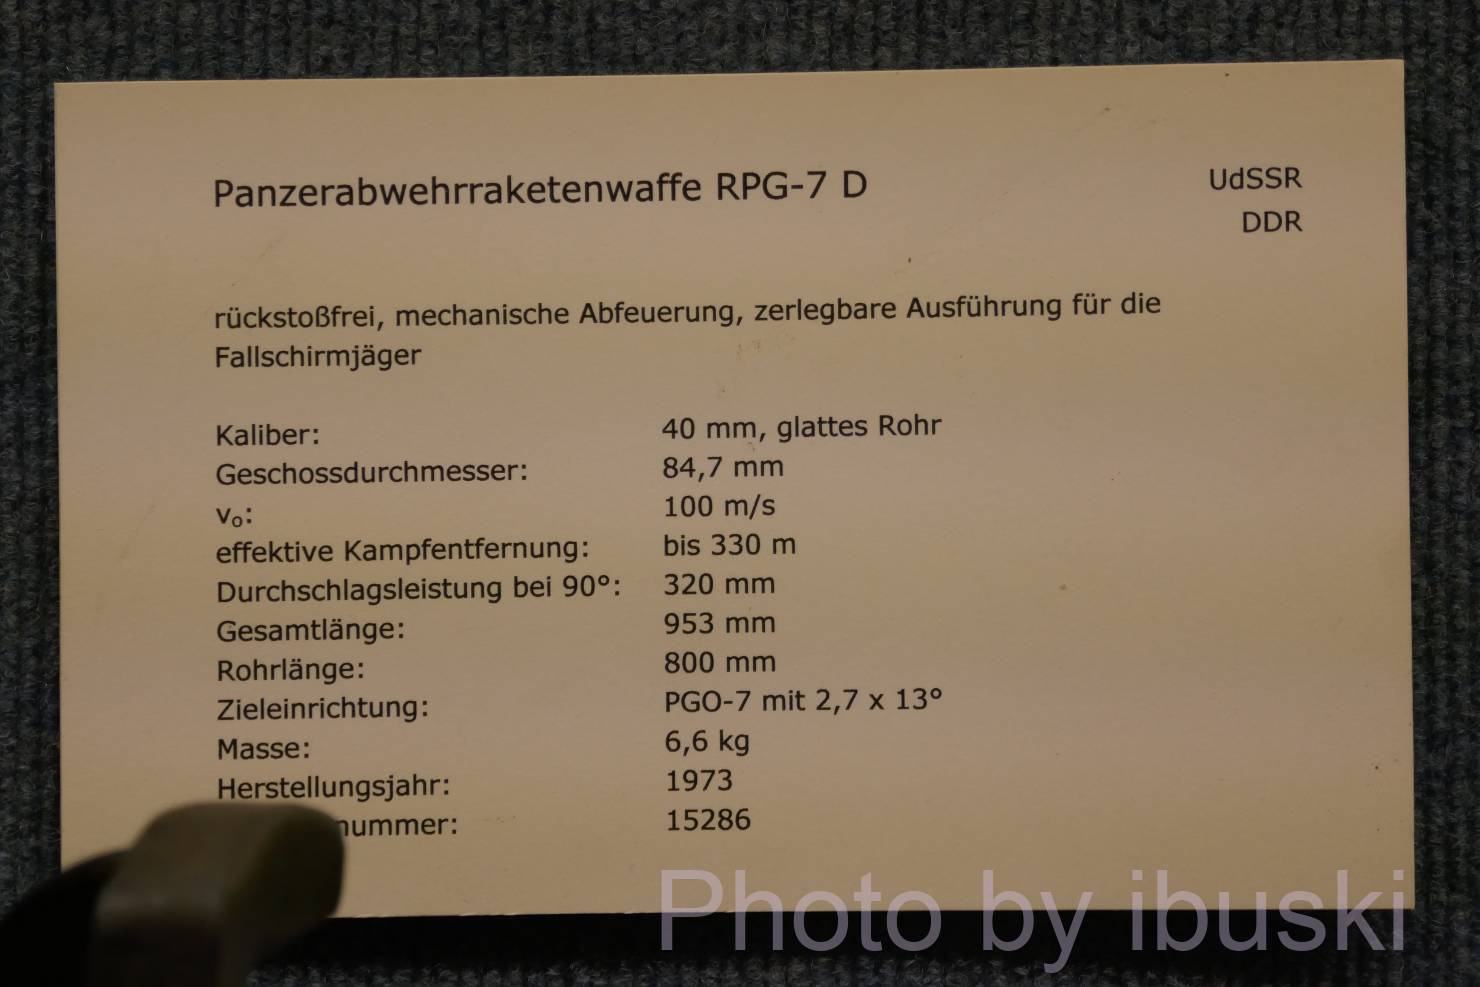 Panzerabwehrraketenwaffe RPG-7 D
UdSSR
DDR
rückstoßfrei, mechanische Abfeuerung, zerlegbare Ausführung für die
Fallschirmjäger
Kaliber: 40 mm, glattes Rohr
Geschossdurchmesser: 84,7 mm
vₒ: 100 m/s
effektive Kampfentfernung: bis 330 m
Durchschlagsleistung bei 90°: 320 mm
Gesamtlänge: 953 mm
Rohrlänge: 800 mm
Zieleinrichtung: PGO-7 mit 2,7 x 13°
Masse: 6,6 kg
Herstellungsjahr: 1973
nummer: 15286
Photo by ibuski